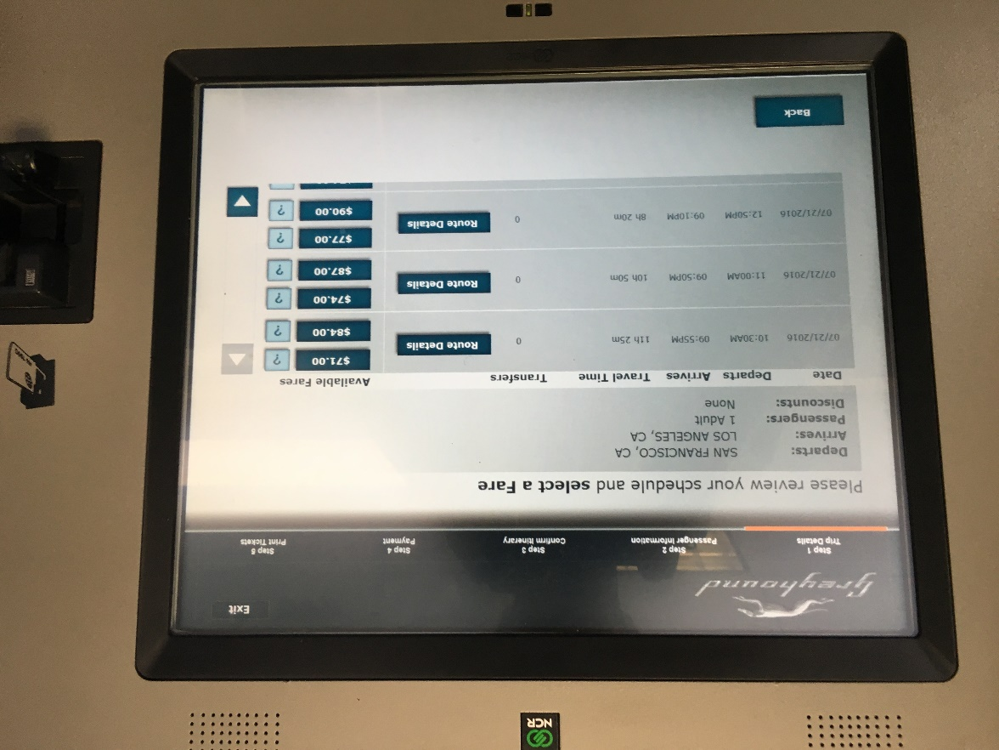 NCR
Greyhound
Exit
Step 1
Trip Details
Step 2
Passenger Information
Step 3
Confirm Itinerary
Step 4
Payment
Step 5
Print Tickets
Please review your schedule and select a Fare
Departs: SAN FRANCISCO, CA
Arrives: LOS ANGELES, CA
Passengers: 1 Adult
Discounts: None
Date Departs Arrives Travel Time Transfers Available Fares
07/21/2016 10:30AM 09:55PM 11h 25m 0 Route Details $71.00 ?
$84.00 ?
07/21/2016 11:00AM 09:50PM 10h 50m 0 Route Details $74.00 ?
$87.00 ?
07/21/2016 12:50PM 09:10PM 8h 20m 0 Route Details $77.00 ?
$90.00 ?
Back